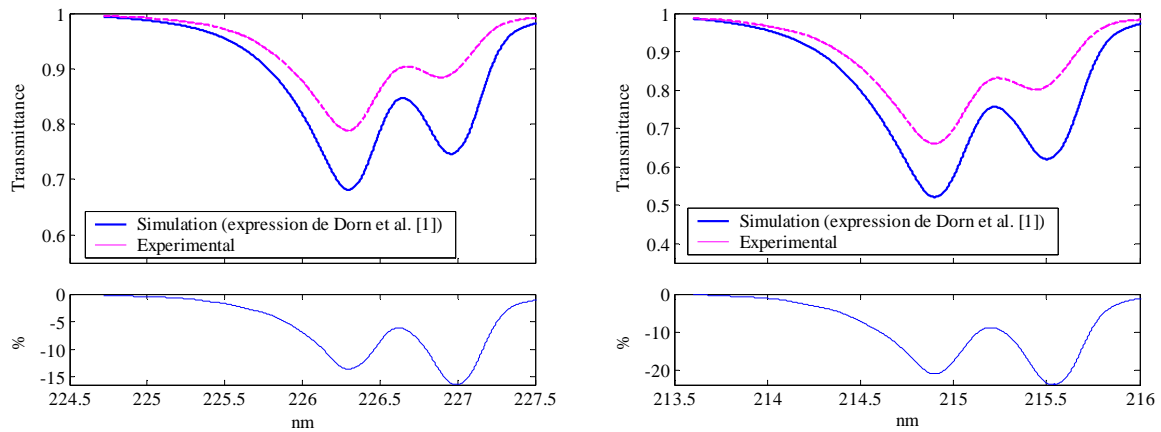 1
0.9
0.8
0.7
0.6
Transmittance
Simulation (expression de Dorn et al. [1])
Experimental
0
-5
-10
-15
%
224.5 225 225.5 226 226.5 227 227.5
nm
1
0.9
0.8
0.7
0.6
0.5
0.4
Transmittance
Simulation (expression de Dorn et al. [1])
Experimental
0
-10
-20
%
213.5 214 214.5 215 215.5 216
nm